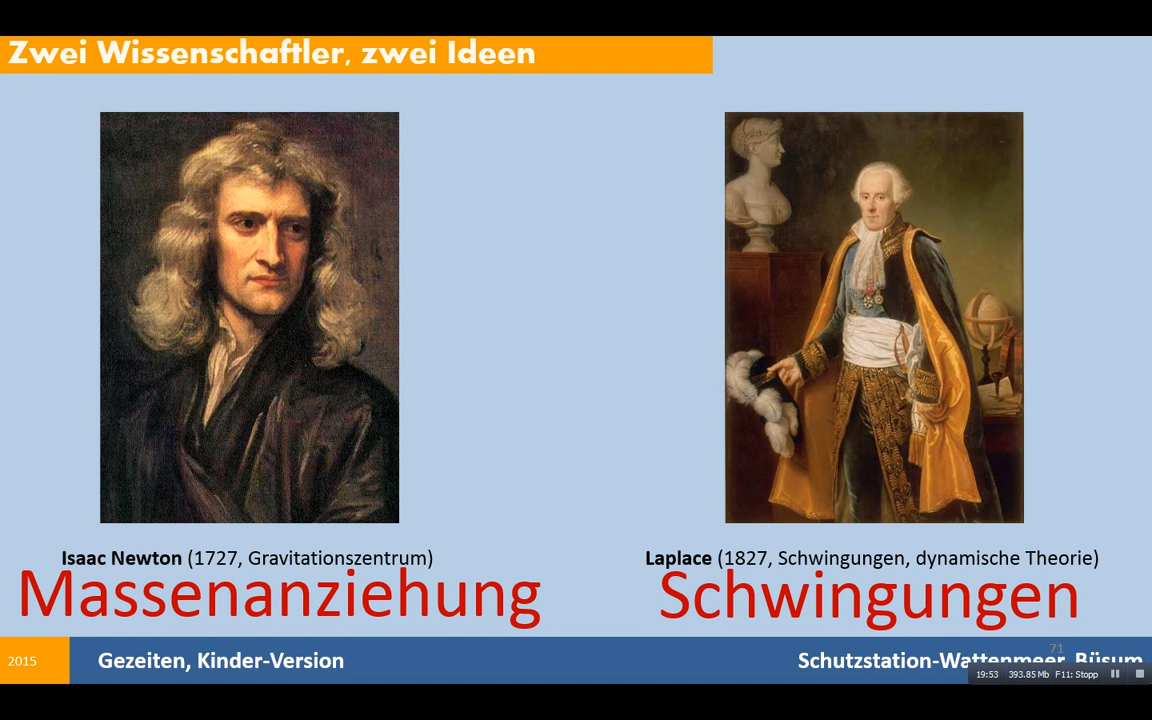 Zwei Wissenschaftler, zwei Ideen
Isaac Newton (1727, Gravitationszentrum)
Massenanziehung
Laplace (1827, Schwingungen, dynamische Theorie)
Schwingungen
71
2015
Gezeiten, Kinder-Version
Schutzstation-Wattenmeer, Büsum
19:53 393.85 Mb F11: Stopp